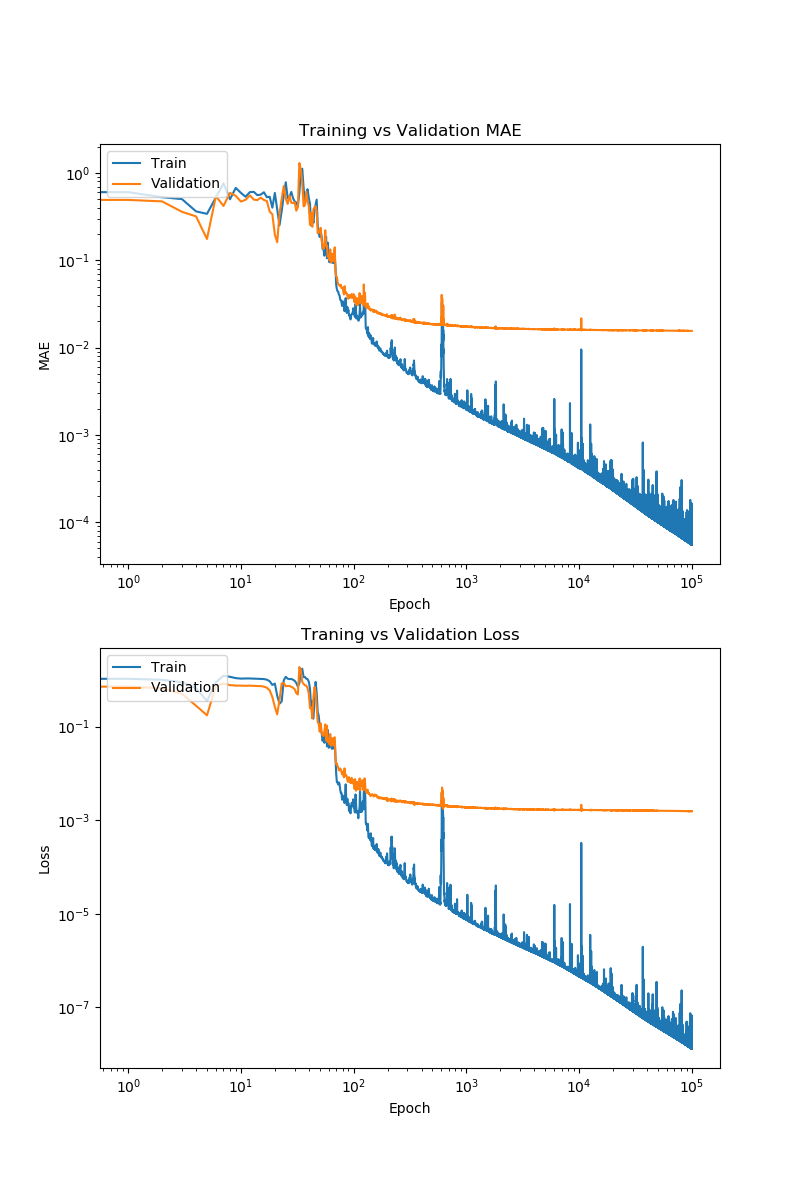 Training vs Validation MAE
Train
Validation
10⁰
10⁻¹
10⁻²
10⁻³
10⁻⁴
MAE
10⁰ 10¹ 10² 10³ 10⁴ 10⁵
Epoch
Traning vs Validation Loss
Train
Validation
10⁻¹
10⁻³
10⁻⁵
10⁻⁷
Loss
10⁰ 10¹ 10² 10³ 10⁴ 10⁵
Epoch